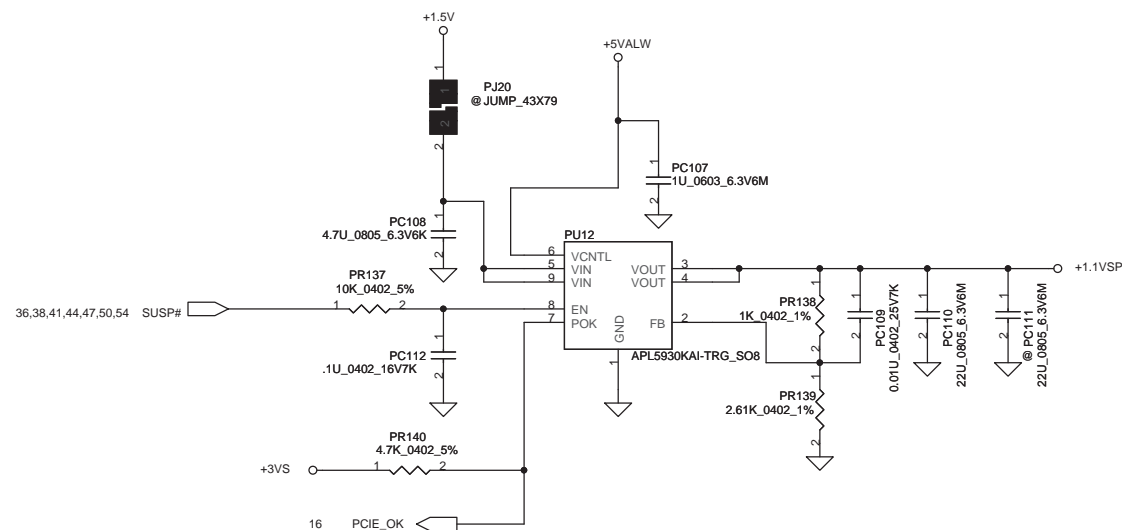 +1.5V
+5VALW
1
1
PJ20
@ JUMP_43X79
2
2
1
PC107
1U_0603_6.3V6M
2
1
PC108
4.7U_0805_6.3V6K
2
PU12
6 VCNTL
5 VIN
9 VIN
VOUT 3
VOUT 4
+1.1VSP
PR137
10K_0402_5%
1 2
8 EN
7 POK
GND
1
FB 2
APL5930KAI-TRG_SO8
36,38,41,44,47,50,54 SUSP#
1
PC112
.1U_0402_16V7K
2
1
PR138
1K_0402_1%
2
1
PC109
0.01U_0402_25V7K
2
1
PC110
22U_0805_6.3V6M
2
1
@ PC111
22U_0805_6.3V6M
2
1
PR139
2.61K_0402_1%
2
PR140
4.7K_0402_5%
+3VS
1 2
16 PCIE_OK